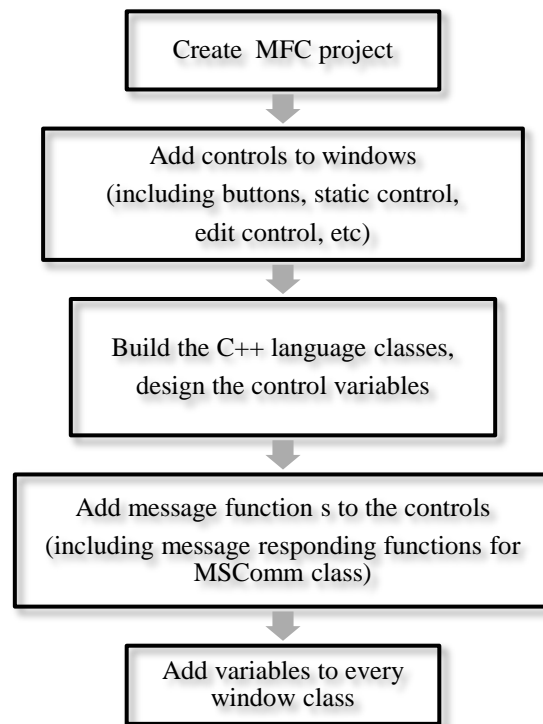 Create MFC project
Add controls to windows
(including buttons, static control,
edit control, etc)
Build the C++ language classes,
design the control variables
Add message function s to the controls
(including message responding functions for
MSComm class)
Add variables to every
window class